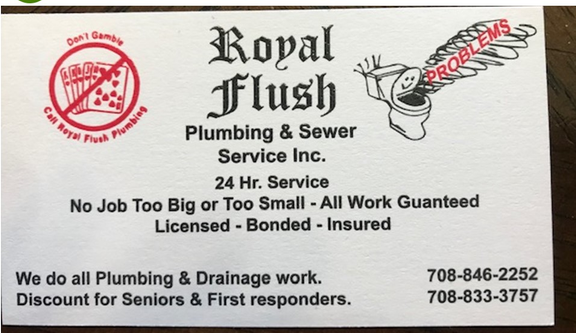 Don't Gamble
Call Royal Flush Plumbing
Royal
Flush
PROBLEMS
Plumbing & Sewer
Service Inc.
24 Hr. Service
No Job Too Big or Too Small - All Work Guanteed
Licensed - Bonded - Insured
We do all Plumbing & Drainage work. 708-846-2252
Discount for Seniors & First responders. 708-833-3757